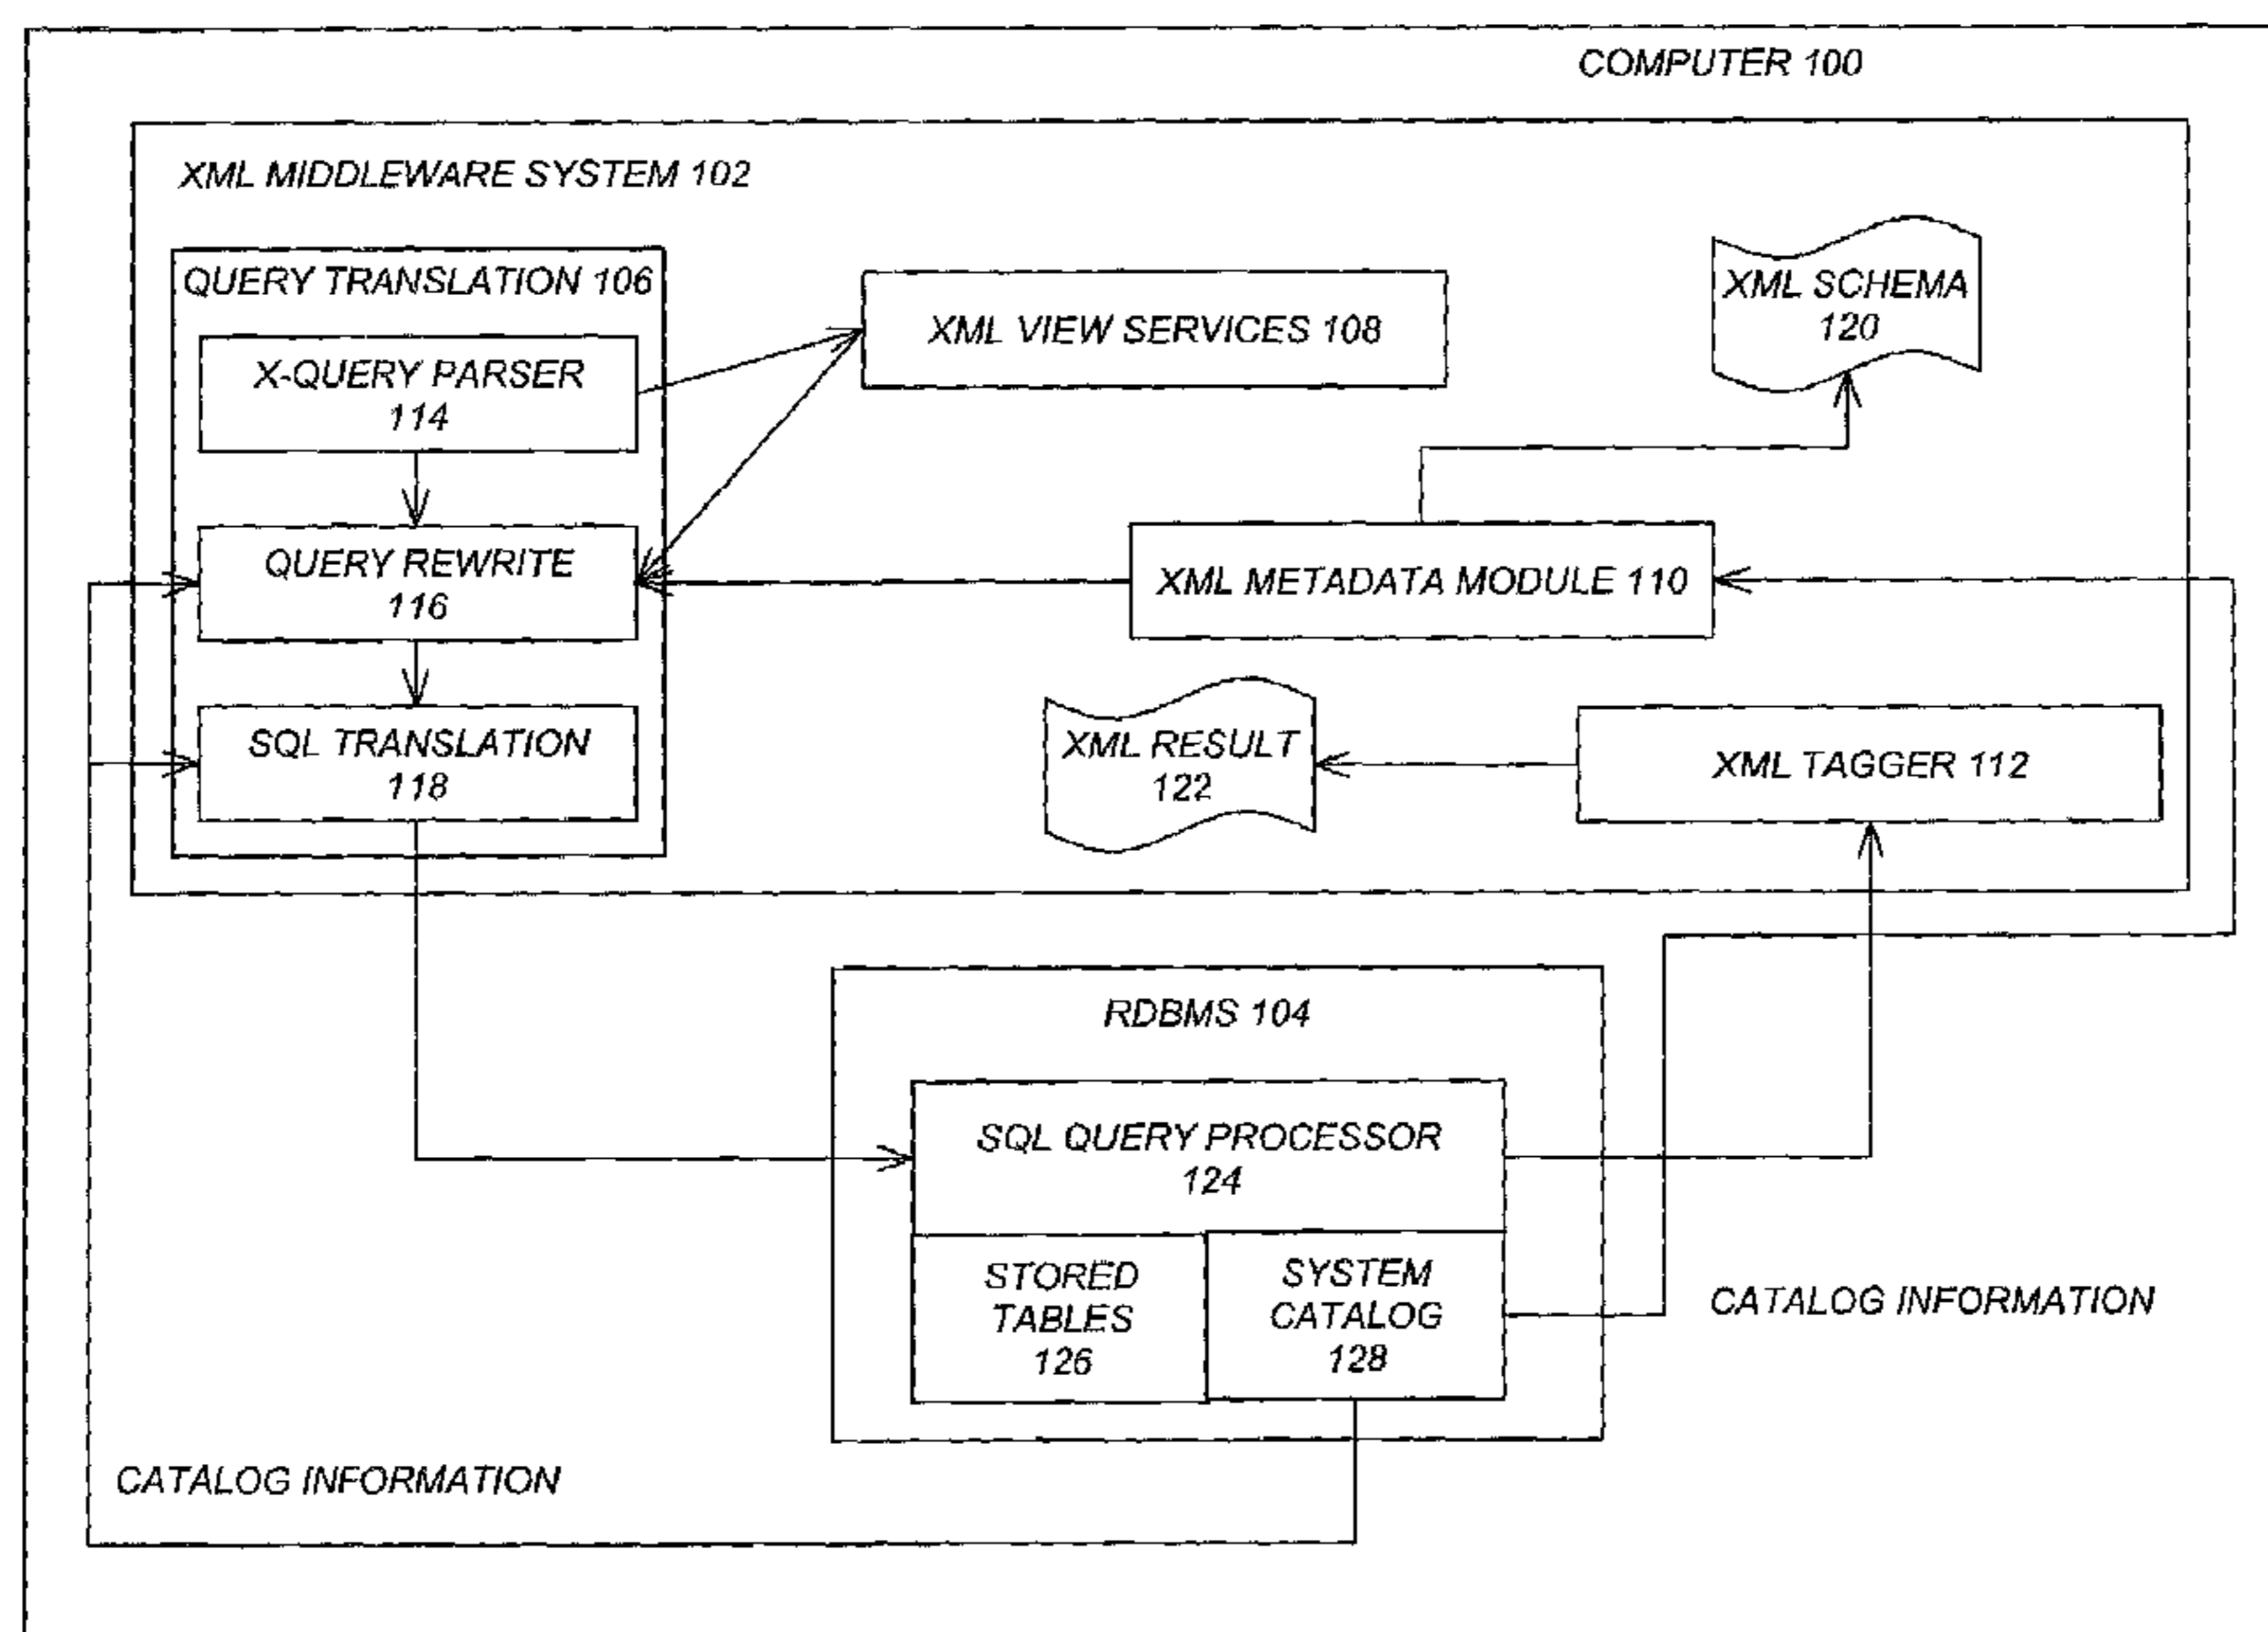 COMPUTER 100
XML MIDDLEWARE SYSTEM 102
QUERY TRANSLATION 106
X-QUERY PARSER
114
QUERY REWRITE
116
SQL TRANSLATION
118
XML VIEW SERVICES 108
XML SCHEMA
120
XML METADATA MODULE 110
XML RESULT
122
XML TAGGER 112
RDBMS 104
SQL QUERY PROCESSOR
124
STORED
TABLES
126
SYSTEM
CATALOG
128
CATALOG INFORMATION
CATALOG INFORMATION